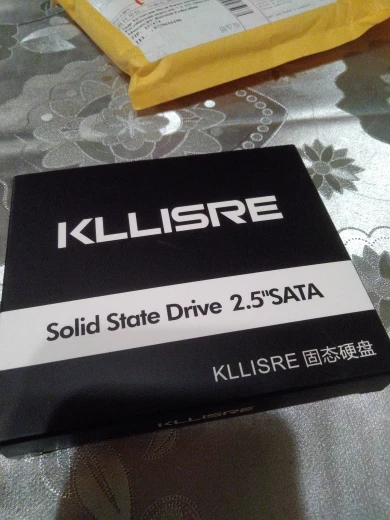 KLLISRE
Solid State Drive 2.5"SATA
KLLISRE 固态硬盘
KLLISRE